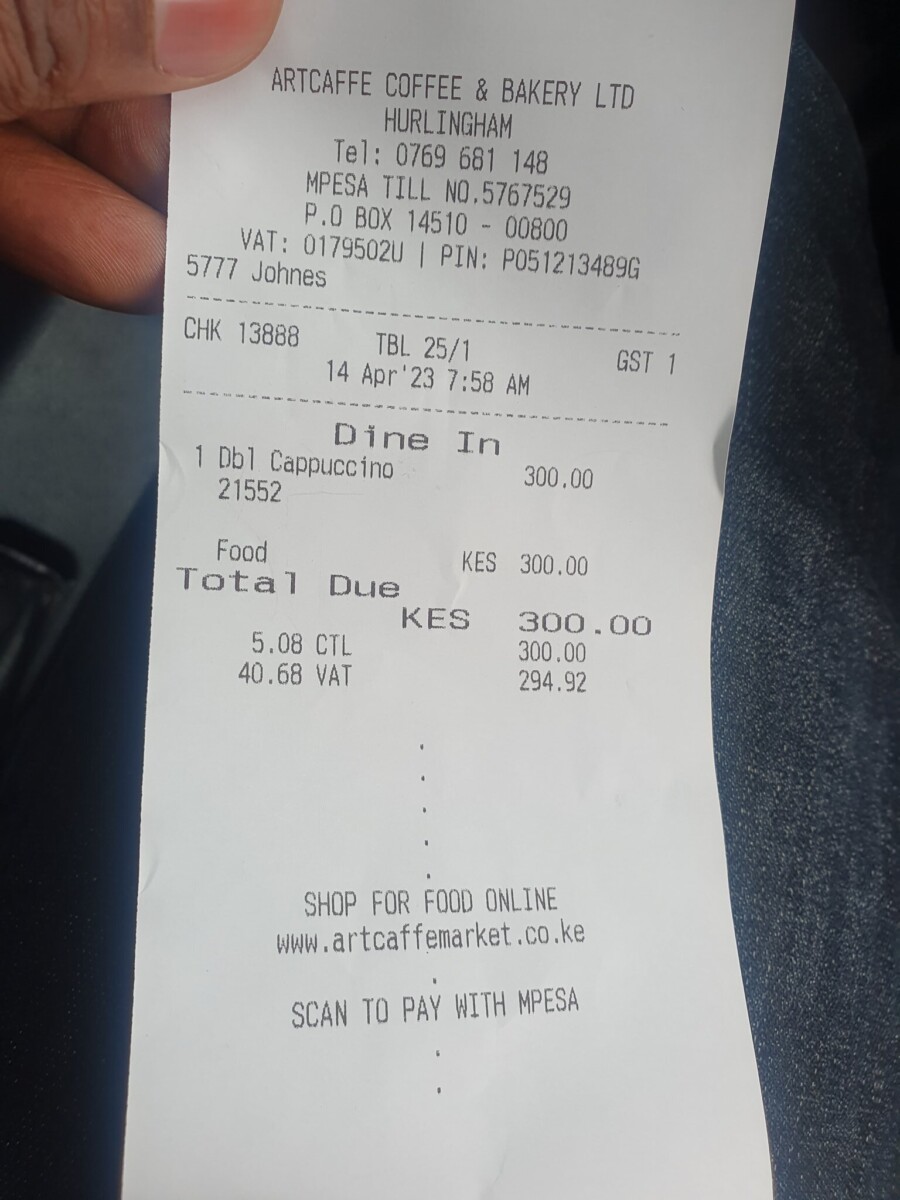 ARTCAFFE COFFEE & BAKERY LTD
HURLINGHAM
Tel: 0769 681 148
MPESA TILL NO.5767529
P.O BOX 14510 - 00800
VAT: 0179502U | PIN: P051213489G
5777 Johnes
CHK 13888 TBL 25/1 GST 1
14 Apr'23 7:58 AM
Dine In
1 Dbl Cappuccino 300.00
21552
Food KES 300.00
Total Due
KES 300.00
5.08 CTL 300.00
40.68 VAT 294.92
SHOP FOR FOOD ONLINE
www.artcaffemarket.co.ke
SCAN TO PAY WITH MPESA